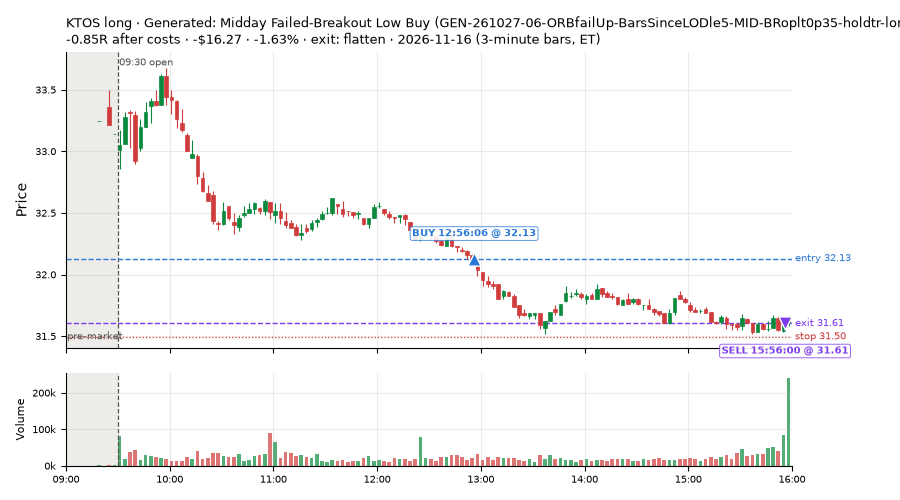 KTOS long · Generated: Midday Failed-Breakout Low Buy (GEN-261027-06-ORBfailUp-BarsSinceLODle5-MID-BRoplt0p35-holdtr-lor
-0.85R after costs · -$16.27 · -1.63% · exit: flatten · 2026-11-16 (3-minute bars, ET)
09:30 open
33.5
33.0
32.5
32.0
31.5
Price
BUY 12:56:06 @ 32.13
entry 32.13
exit 31.61
pre-market
stop 31.50
SELL 15:56:00 @ 31.61
200k
100k
0k
Volume
09:00 10:00 11:00 12:00 13:00 14:00 15:00 16:00